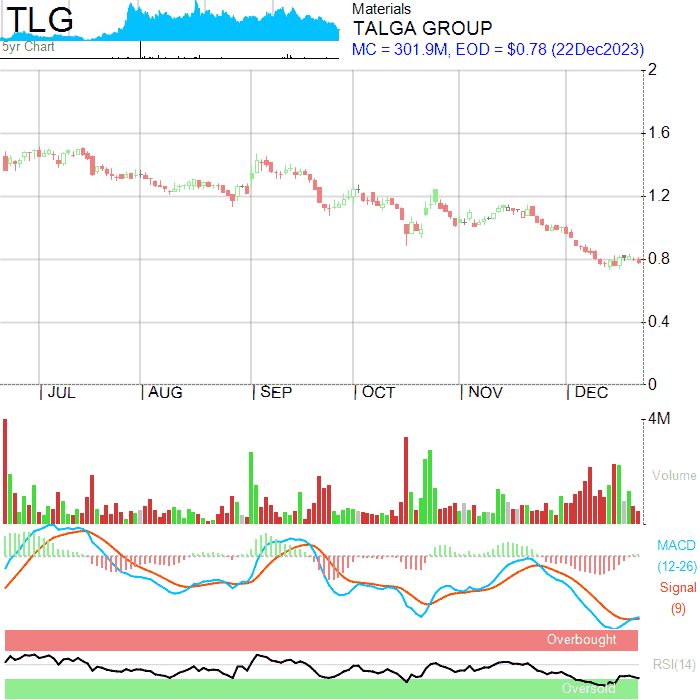 TLG
5yr Chart
Materials
TALGA GROUP
MC = 301.9M, EOD = $0.78 (22Dec2023)
2
1.6
1.2
0.8
0.4
0
JUL AUG SEP OCT NOV DEC
4M
Volume
MACD
(12-26)
Signal
(9)
Overbought
RSI(14)
Oversold